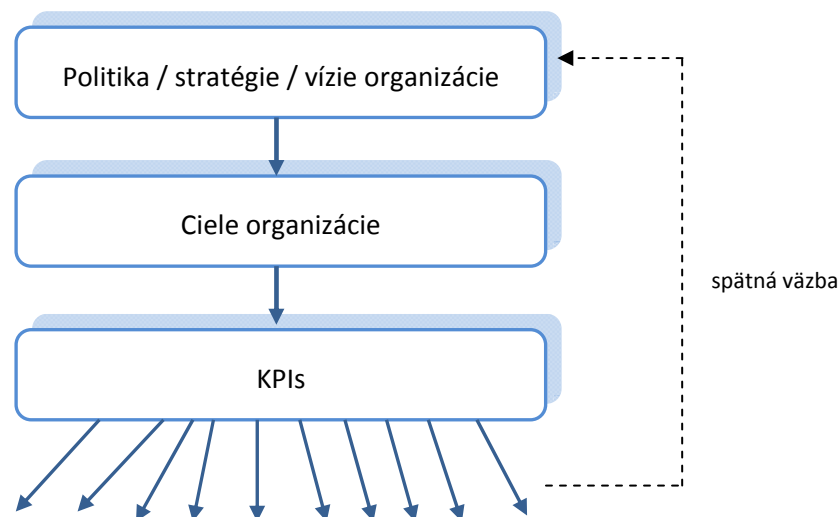 Politika / stratégie / vízie organizácie
Ciele organizácie
spätná väzba
KPIs